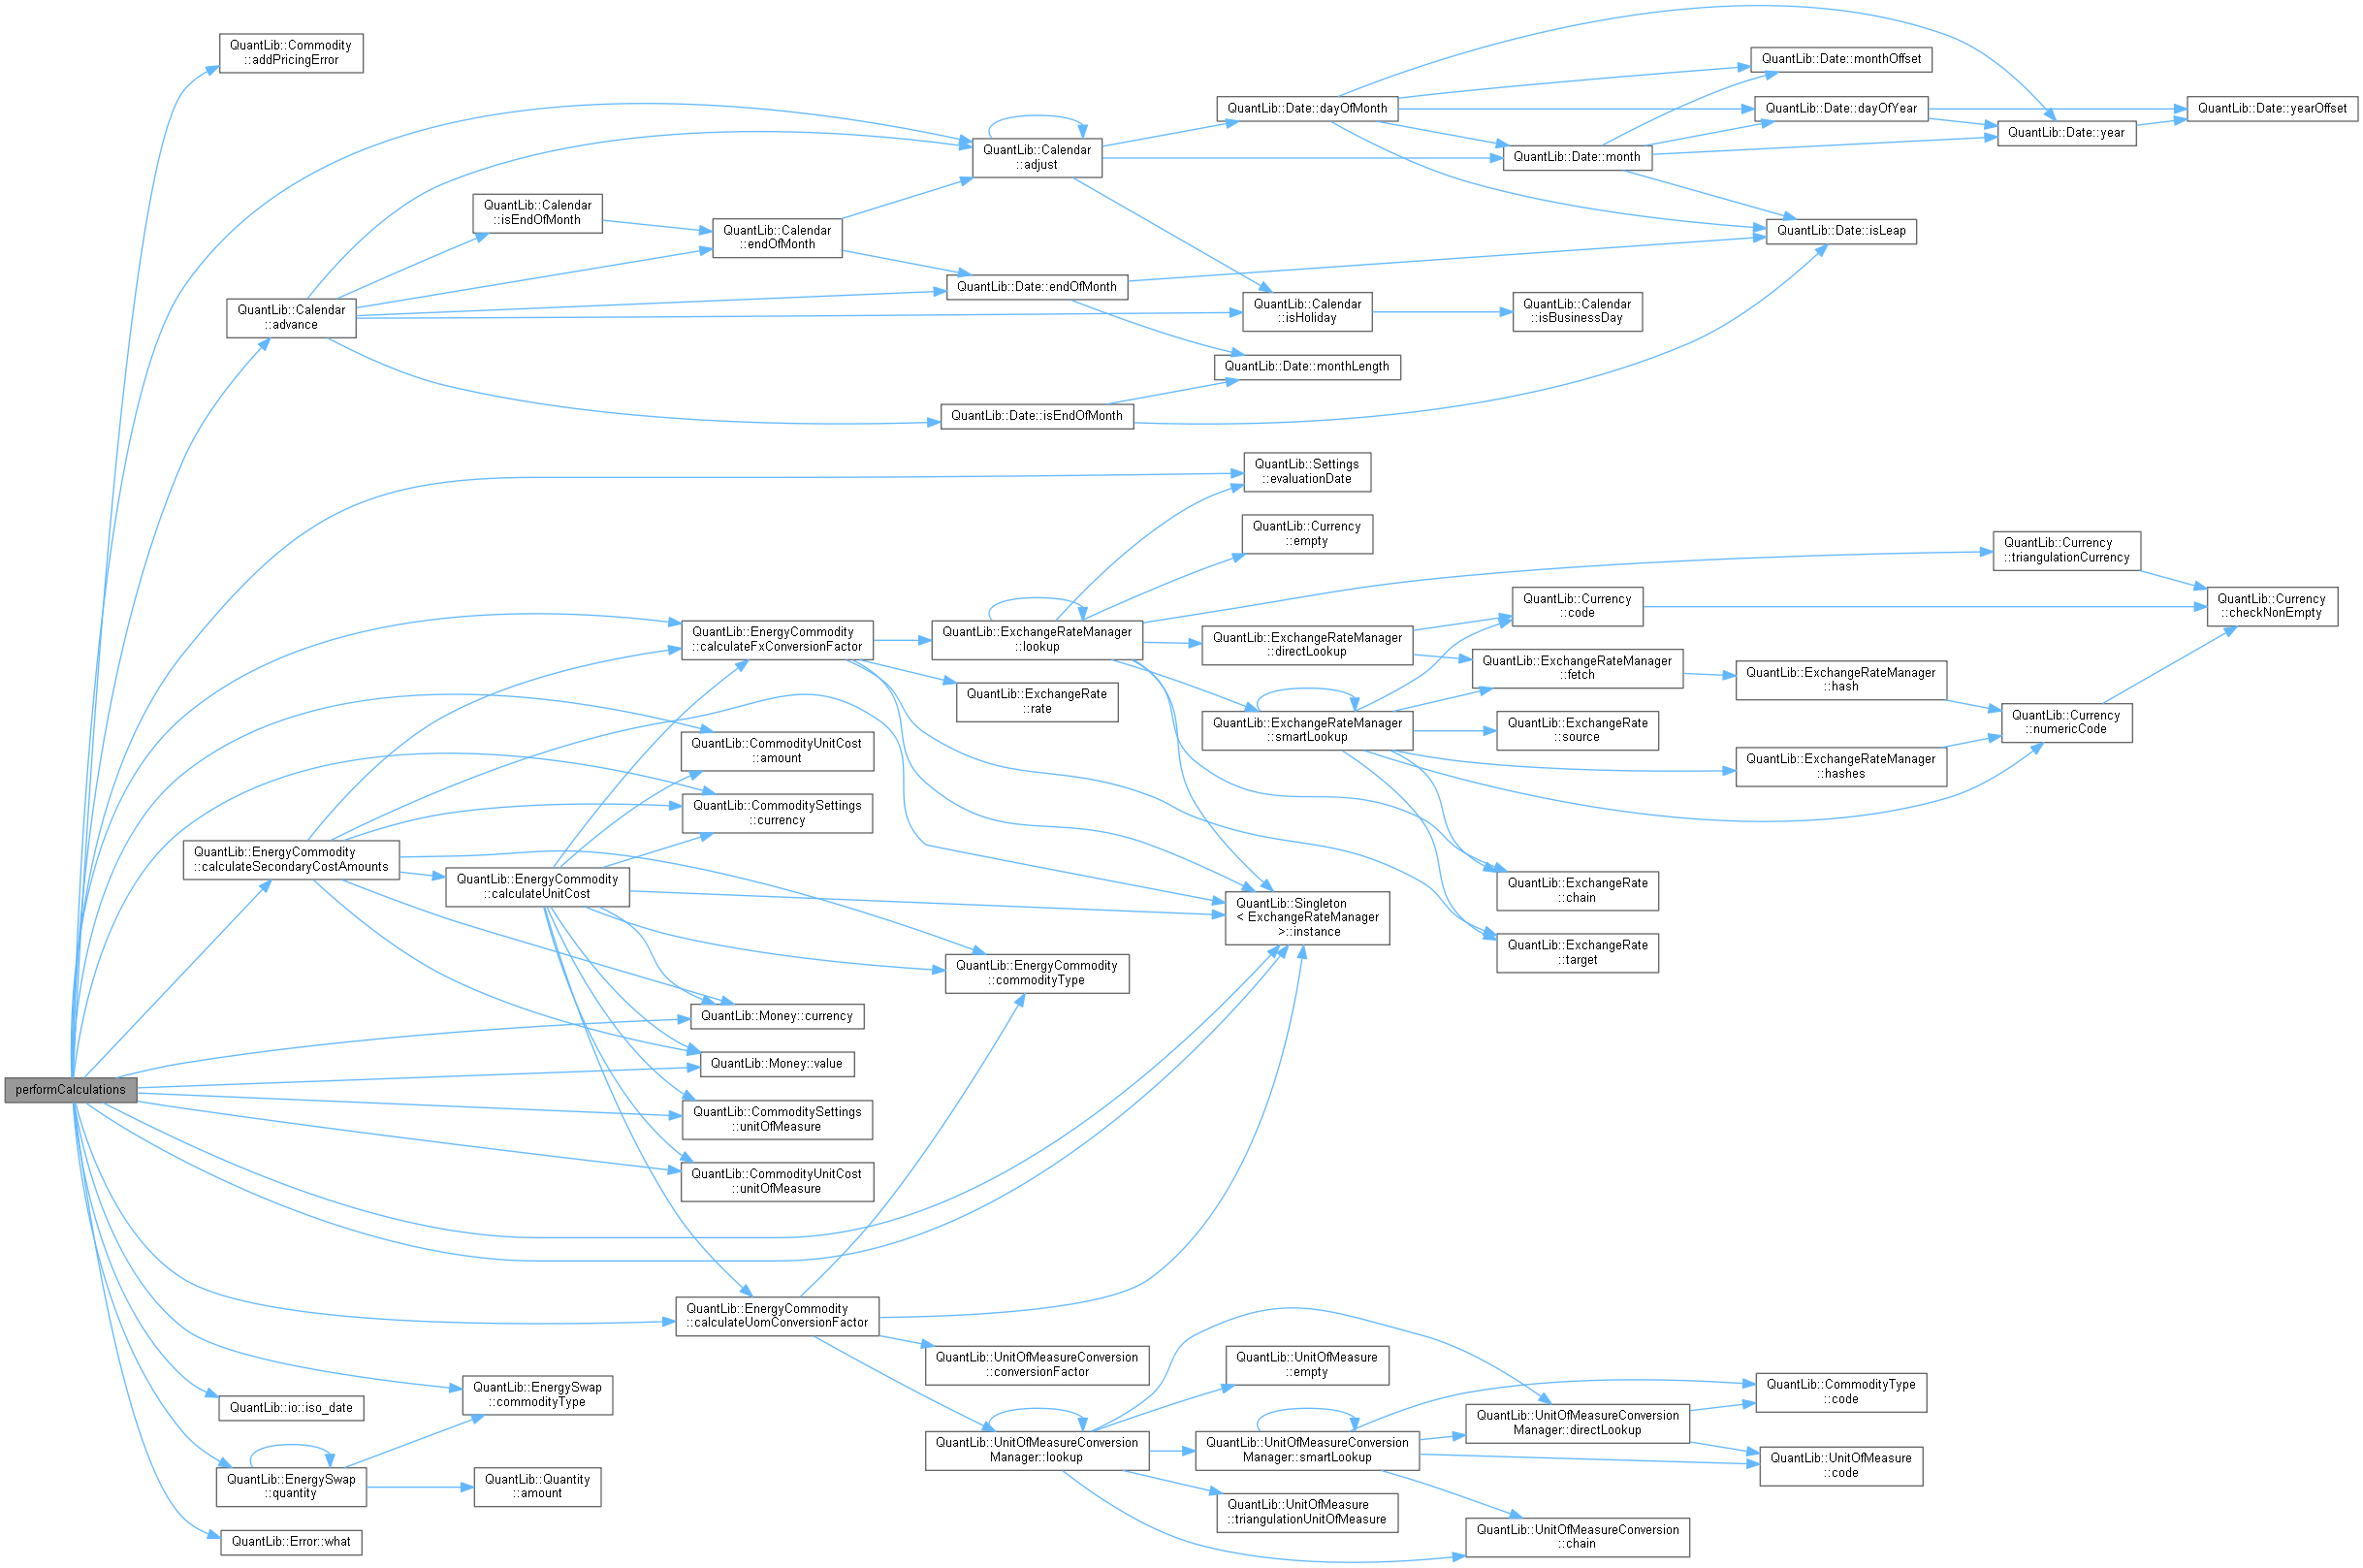 QuantLib::Commodity
::addPricingError
QuantLib::Date::monthOffset
QuantLib::Date::dayOfMonth
QuantLib::Date::dayOfYear
QuantLib::Date::yearOffset
QuantLib::Date::year
QuantLib::Calendar
::adjust
QuantLib::Date::month
QuantLib::Calendar
::isEndOfMonth
QuantLib::Calendar
::endOfMonth
QuantLib::Date::isLeap
QuantLib::Date::endOfMonth
QuantLib::Calendar
::advance
QuantLib::Calendar
::isHoliday
QuantLib::Calendar
::isBusinessDay
QuantLib::Date::monthLength
QuantLib::Date::isEndOfMonth
QuantLib::Settings
::evaluationDate
QuantLib::Currency
::empty
QuantLib::Currency
::triangulationCurrency
QuantLib::Currency
::code
QuantLib::Currency
::checkNonEmpty
QuantLib::EnergyCommodity
::calculateFxConversionFactor
QuantLib::ExchangeRateManager
::lookup
QuantLib::ExchangeRateManager
::directLookup
QuantLib::ExchangeRateManager
::fetch
QuantLib::ExchangeRateManager
::hash
QuantLib::ExchangeRate
::rate
QuantLib::ExchangeRateManager
::smartLookup
QuantLib::ExchangeRate
::source
QuantLib::Currency
::numericCode
QuantLib::CommodityUnitCost
::amount
QuantLib::ExchangeRateManager
::hashes
QuantLib::CommoditySettings
::currency
QuantLib::EnergyCommodity
::calculateSecondaryCostAmounts
QuantLib::EnergyCommodity
::calculateUnitCost
QuantLib::ExchangeRate
::chain
QuantLib::Singleton
< ExchangeRateManager
>::instance
QuantLib::ExchangeRate
::target
QuantLib::EnergyCommodity
::commodityType
QuantLib::Money::currency
QuantLib::Money::value
performCalculations
QuantLib::CommoditySettings
::unitOfMeasure
QuantLib::CommodityUnitCost
::unitOfMeasure
QuantLib::EnergyCommodity
::calculateUomConversionFactor
QuantLib::UnitOfMeasureConversion
::conversionFactor
QuantLib::UnitOfMeasure
::empty
QuantLib::EnergySwap
::commodityType
QuantLib::CommodityType
::code
QuantLib::io::iso_date
QuantLib::UnitOfMeasureConversion
Manager::directLookup
QuantLib::UnitOfMeasureConversion
Manager::lookup
QuantLib::UnitOfMeasureConversion
Manager::smartLookup
QuantLib::UnitOfMeasure
::code
QuantLib::EnergySwap
::quantity
QuantLib::Quantity
::amount
QuantLib::UnitOfMeasure
::triangulationUnitOfMeasure
QuantLib::UnitOfMeasureConversion
::chain
QuantLib::Error::what